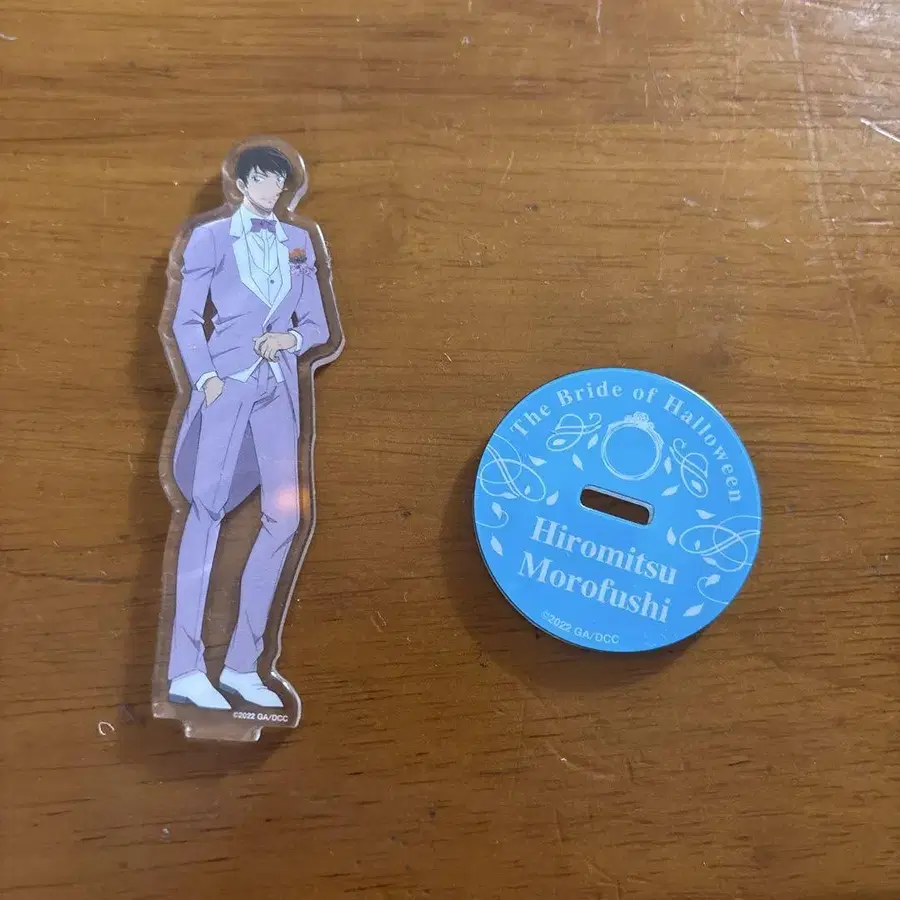 The Bride of Halloween
Hiromitsu
Morofushi
©2022 GA/DCC
©2022 GA/DCC